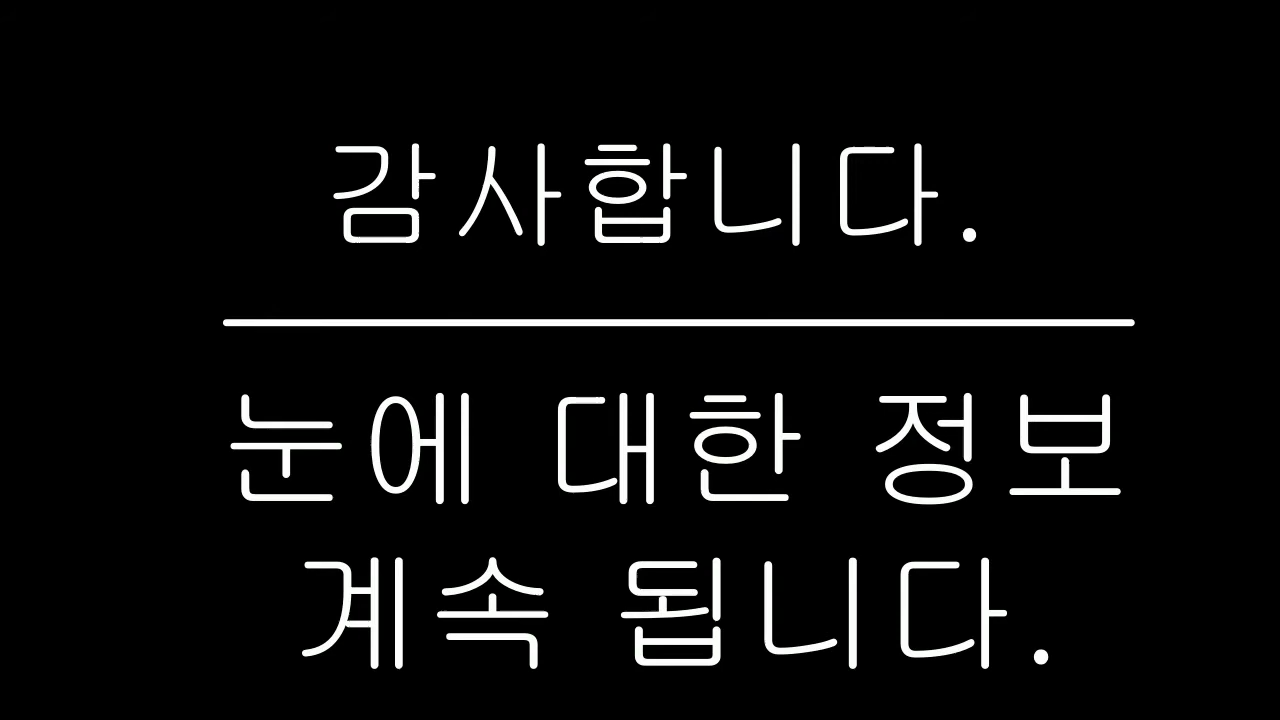 감사합니다.
눈에 대한 정보
계속 됩니다.